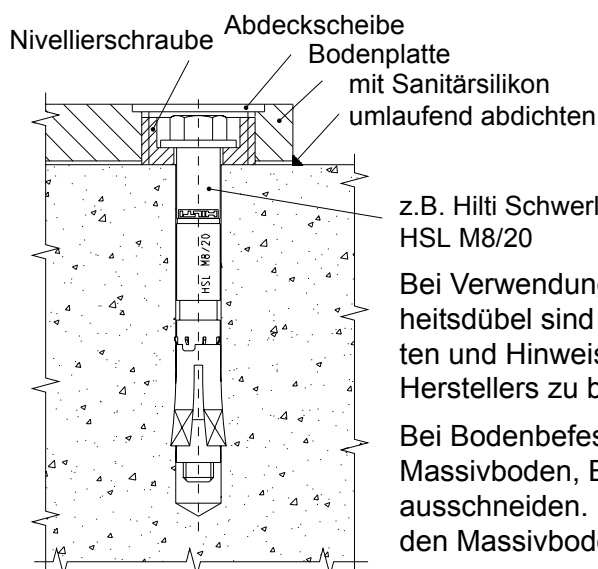 Abdeckscheibe
Nivellierschraube
Bodenplatte
mit Sanitärsilikon
umlaufend abdichten
z.B. Hilti Schwerl
HSL M8/20
HSL M8/20
Bei Verwendun
heitsdübel sind
ten und Hinweis
Herstellers zu b
Bei Bodenbefes
Massivboden, E
ausschneiden.
den Massivbode